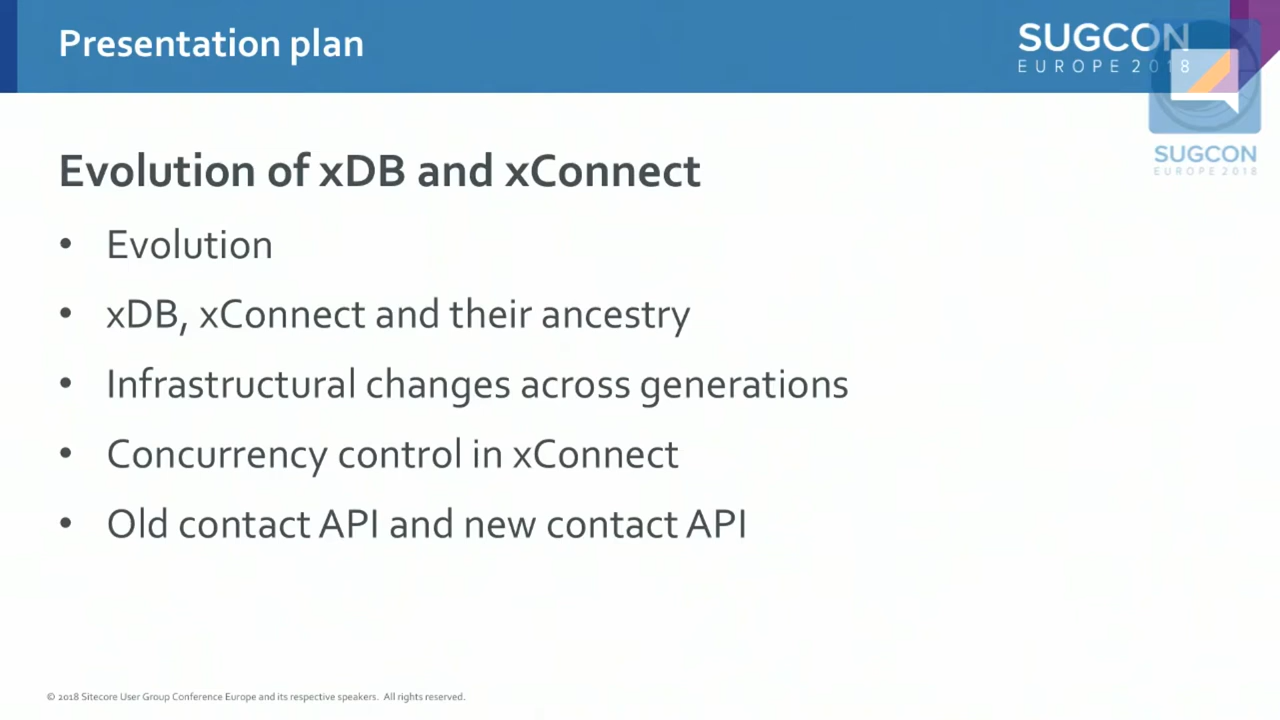 Presentation plan
SUGCON
EUROPE 2018
SUGCON
EUROPE 2018
Evolution of xDB and xConnect
• Evolution
• xDB, xConnect and their ancestry
• Infrastructural changes across generations
• Concurrency control in xConnect
• Old contact API and new contact API
© 2018 Sitecore User Group Conference Europe and its respective speakers. All rights reserved.